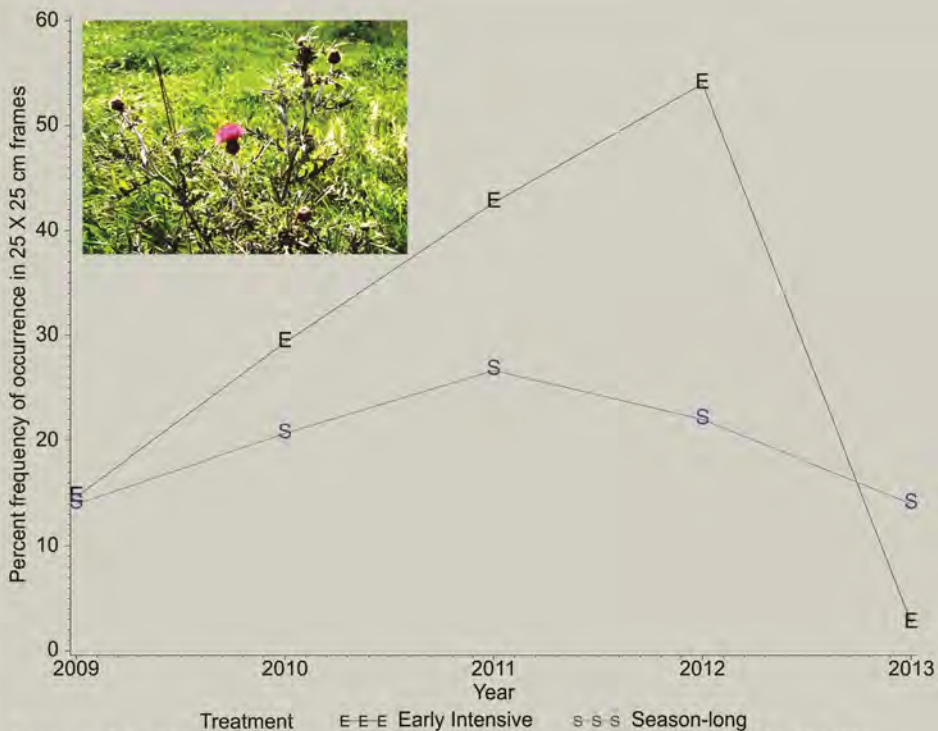 Percent frequency of occurrence in 25 X 25 cm frames
60
50
40
30
20
10
0
E
E
E
E
E
S
S
S
S
S
2009
2010
2011
2012
2013
Year
Treatment E E E Early Intensive S S S Season-long